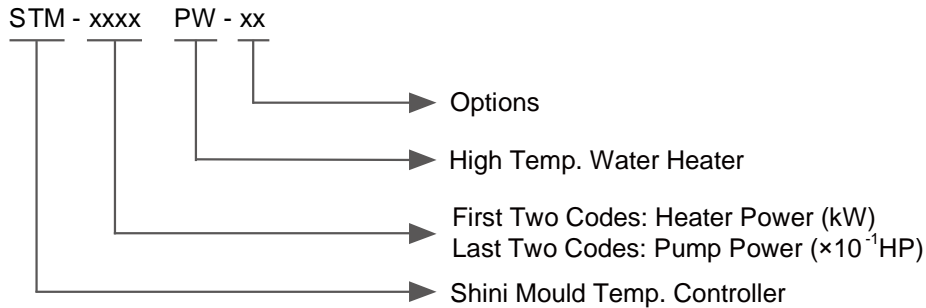 STM - xxxx PW - xx
Options
High Temp. Water Heater
First Two Codes: Heater Power (kW)
Last Two Codes: Pump Power (×10⁻¹HP)
Shini Mould Temp. Controller